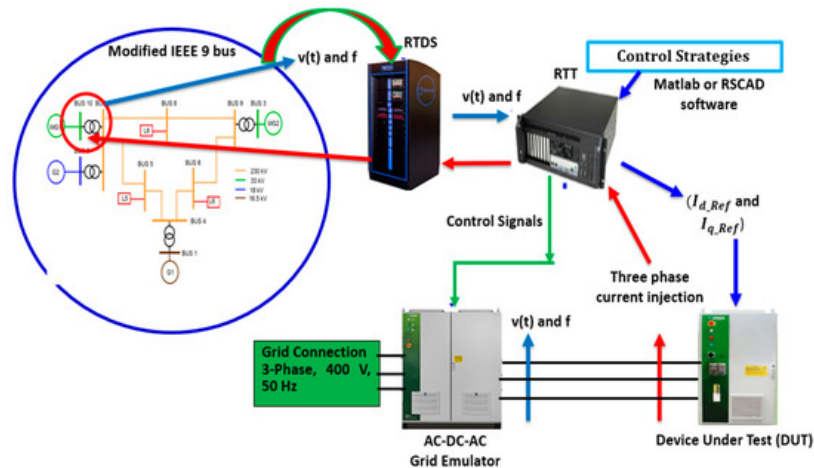 Modified IEEE 9 bus
v(t) and f
RTDS
RTT
Control Strategies
Matlab or RSCAD
software
v(t) and f
BUS 10
BUS 8
BUS 9
BUS 3
WG2
L8
G2
BUS 5
BUS 6
L5
L6
230 kV
33 kV
18 kV
16.5 kV
BUS 4
BUS 1
G1
Control Signals
(I_d_Ref and
I_q_Ref)
Three phase
current injection
Grid Connection
3-Phase, 400 V,
50 Hz
v(t) and f
AC-DC-AC
Grid Emulator
Device Under Test (DUT)